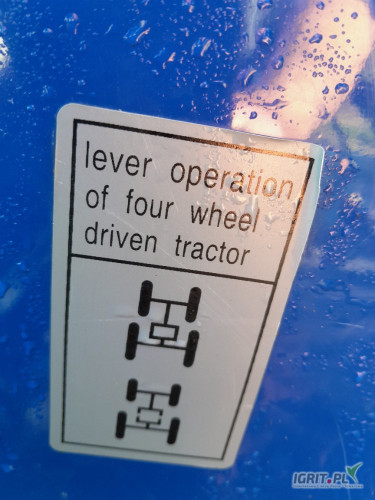 lever operation
of four wheel
driven tractor
IGRIT.PL